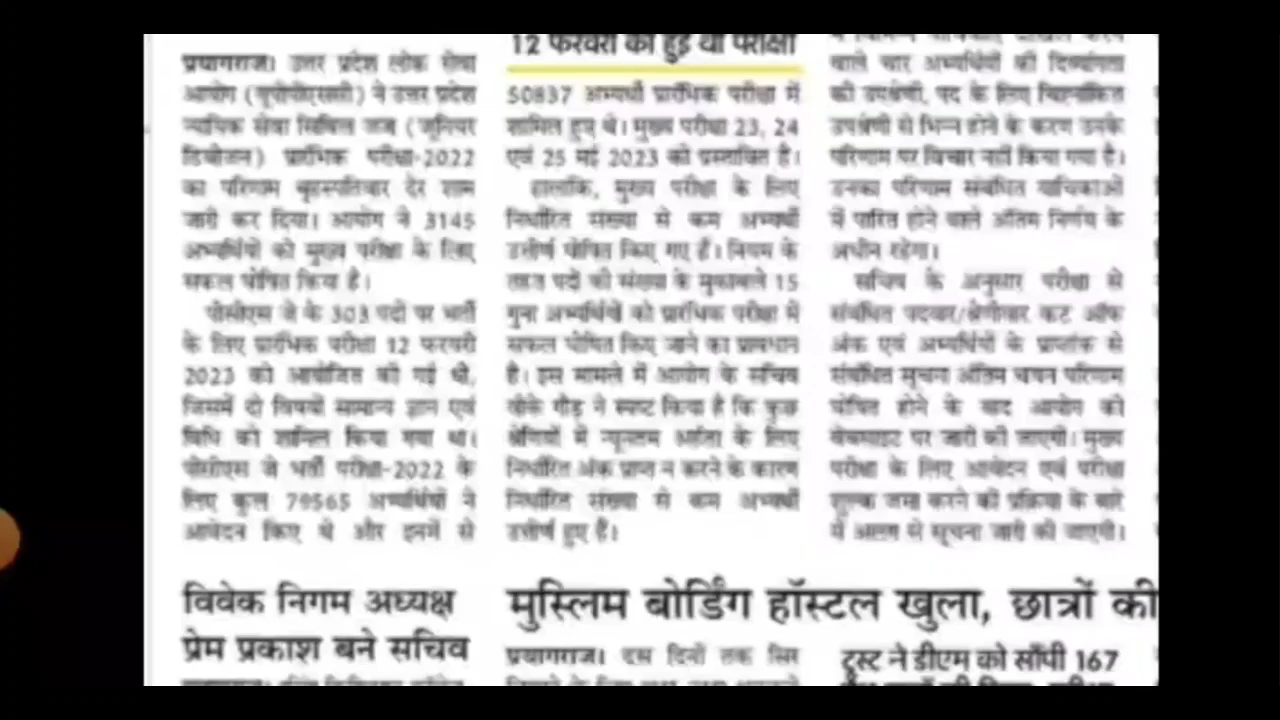 प्रयागराज। उत्तर प्रदेश लोक सेवा
आयोग (यूपीपीएससी) ने उत्तर प्रदेश
न्यायिक सेवा सिविल जज (जूनियर
डिवीजन) प्रारंभिक परीक्षा-2022
का परिणाम बृहस्पतिवार देर शाम
जारी कर दिया। आयोग ने 3145
अभ्यर्थियों को मुख्य परीक्षा के लिए
सफल घोषित किया है।
पीसीएस जे के 303 पदों पर भर्ती
के लिए प्रारंभिक परीक्षा 12 फरवरी
2023 को आयोजित की गई थी,
जिसमें दो विषयों सामान्य ज्ञान एवं
विधि को शामिल किया गया था।
पीसीएस जे भर्ती परीक्षा-2022 के
लिए कुल 79565 अभ्यर्थियों ने
आवेदन किए थे और इनमें से
12 फरवरी को हुई थी परीक्षा
50837 अभ्यर्थी प्रारंभिक परीक्षा में
शामिल हुए थे। मुख्य परीक्षा 23, 24
एवं 25 मई 2023 को प्रस्तावित है।
हालांकि, मुख्य परीक्षा के लिए
निर्धारित संख्या से कम अभ्यर्थी
उत्तीर्ण घोषित किए गए हैं। नियम के
तहत पदों की संख्या के मुकाबले 15
गुना अभ्यर्थियों को प्रारंभिक परीक्षा में
सफल घोषित किए जाने का प्रावधान
है। इस मामले में आयोग के सचिव
वीके गौड़ ने स्पष्ट किया है कि कुछ
श्रेणियों में न्यूनतम अर्हता के लिए
निर्धारित अंक प्राप्त न करने के कारण
निर्धारित संख्या से कम अभ्यर्थी
उत्तीर्ण हुए हैं।
वाले चार अभ्यर्थियों की दिव्यांगता
की उपश्रेणी, पद के लिए चिह्नांकित
उपश्रेणी से भिन्न होने के कारण उनके
परिणाम पर विचार नहीं किया गया है।
उनका परिणाम संबंधित याचिकाओं
में पारित होने वाले अंतिम निर्णय के
अधीन रहेगा।
सचिव के अनुसार परीक्षा से
संबंधित पदवार/श्रेणीवार कट ऑफ
अंक एवं अभ्यर्थियों के प्राप्तांक से
संबंधित सूचना अंतिम चयन परिणाम
घोषित होने के बाद आयोग की
वेबसाइट पर जारी की जाएगी। मुख्य
परीक्षा के लिए आवेदन एवं परीक्षा
शुल्क जमा करने की प्रक्रिया के बारे
में अलग से सूचना जारी की जाएगी।
विवेक निगम अध्यक्ष
प्रेम प्रकाश बने सचिव
मुस्लिम बोर्डिंग हॉस्टल खुला, छात्रों की
प्रयागराज। दस दिनों तक सिर
ट्रस्ट ने डीएम को सौंपी 167